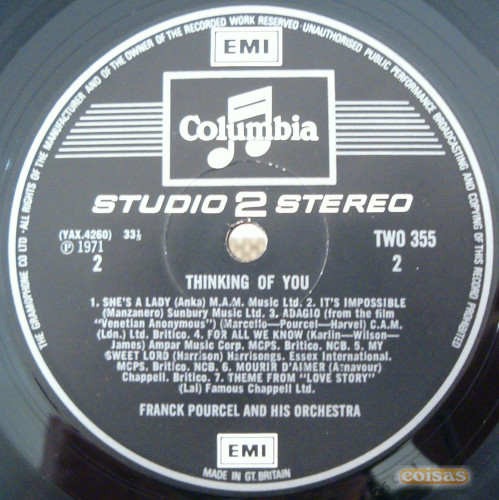 THE GRAMOPHONE CO LTD · ALL RIGHTS OF THE MANUFACTURER AND OF THE OWNER OF THE RECORDED WORK RESERVED · UNAUTHORISED PUBLIC PERFORMANCE BROADCASTING AND COPYING OF THIS RECORD PROHIBITED
EMI
Columbia
STUDIO 2 STEREO
(YAX.4260) 33⅓
℗ 1971
2
TWO 355
2
THINKING OF YOU
1. SHE'S A LADY (Anka) M.A.M. Music Ltd. 2. IT'S IMPOSSIBLE
(Manzanero) Sunbury Music Ltd. 3. ADAGIO (from the film
"Venetian Anonymous") (Marcello—Pourcel—Harvel) C.A.M.
(Ldn.) Ltd. Britico. 4. FOR ALL WE KNOW (Karlin—Wilson—
James) Ampar Music Corp. MCPS. Britico. NCB. 5. MY
SWEET LORD (Harrison) Harrisongs. Essex International.
MCPS. Britico. NCB. 6. MOURIR D'AIMER (Aznavour)
Chappell. Britico. 7. THEME FROM "LOVE STORY"
(Lai) Famous Chappell Ltd.
FRANCK POURCEL AND HIS ORCHESTRA
EMI
MADE IN GT. BRITAIN
coisas